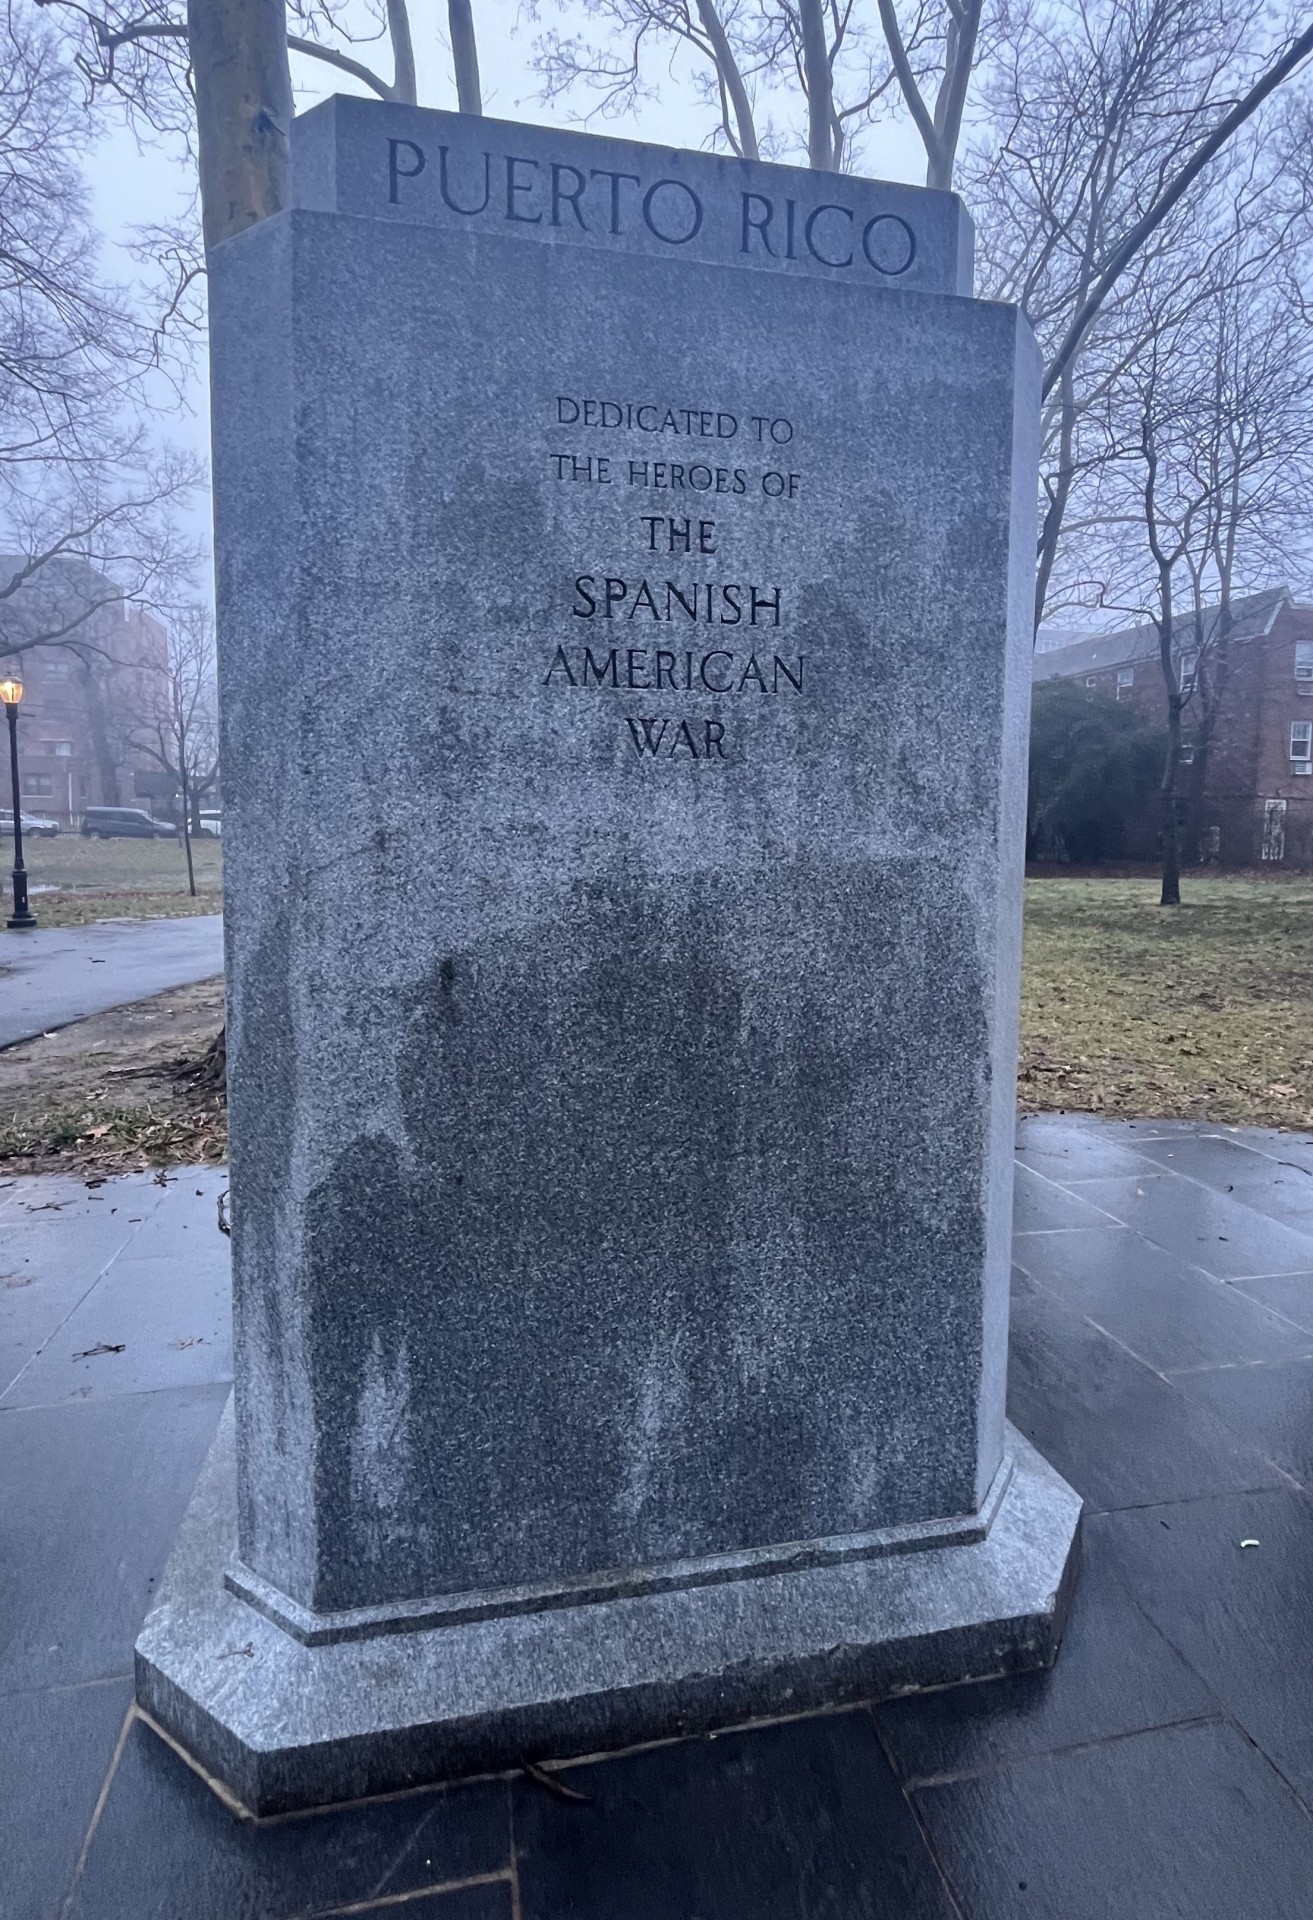 PUERTO RICO
DEDICATED TO
THE HEROES OF
THE
SPANISH
AMERICAN
WAR